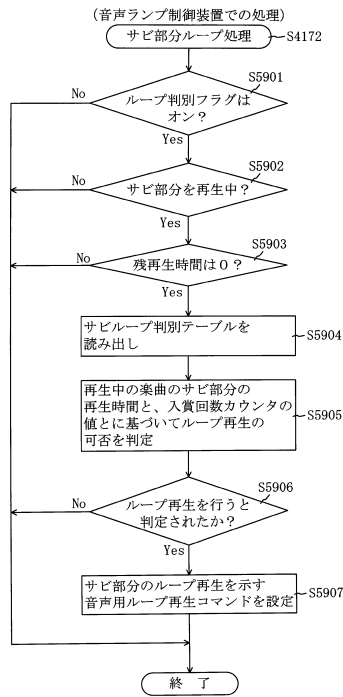 (音声ランプ制御装置での処理)
サビ部分ループ処理
S4172
S5901
ループ判別フラグは
オン？
No
Yes
S5902
サビ部分を再生中？
No
Yes
S5903
残再生時間は０？
No
Yes
サビループ判別テーブルを
読み出し
S5904
再生中の楽曲のサビ部分の
再生時間と、入賞回数カウンタの
値とに基づいてループ再生の
可否を判定
S5905
S5906
ループ再生を行うと
判定されたか？
No
Yes
サビ部分のループ再生を示す
音声用ループ再生コマンドを設定
S5907
終 了